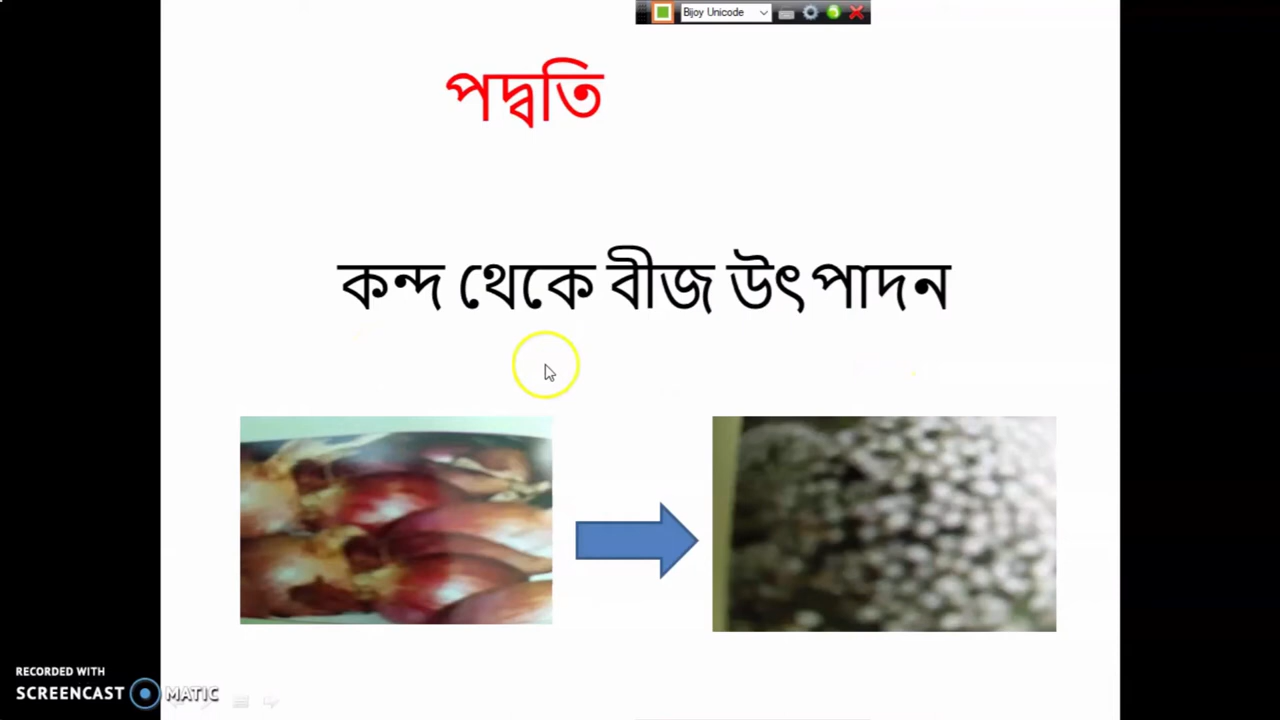 Bijoy Unicode
পদ্বতি
কন্দ থেকে বীজ উৎপাদন
RECORDED WITH
SCREENCAST MATIC